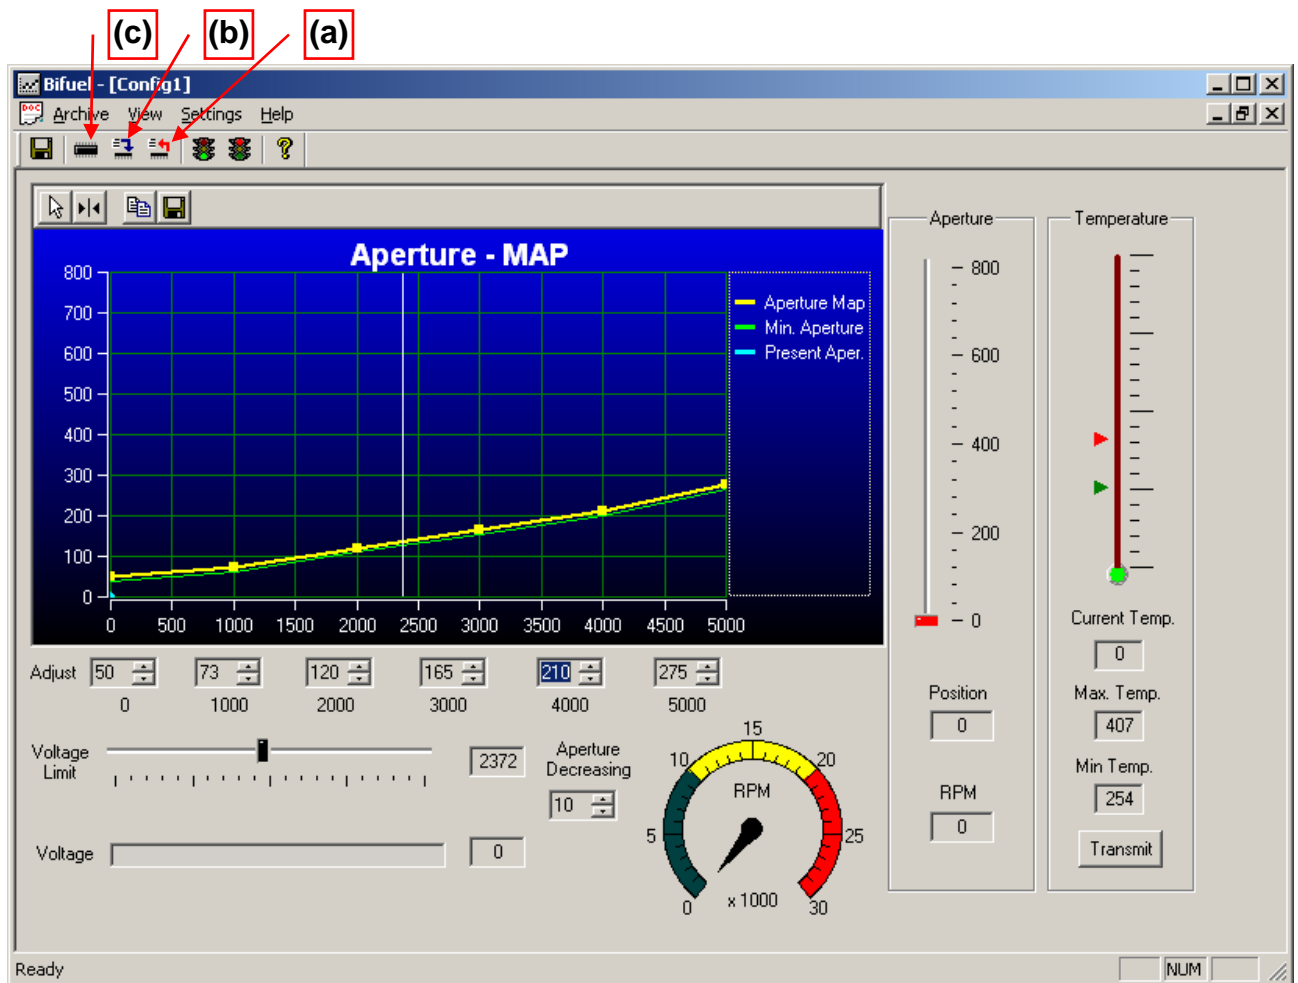 (c) (b) (a)
Bifuel - [Config1]
Archive View Settings Help
Aperture - MAP
800
700
600
500
400
300
200
100
0
0 500 1000 1500 2000 2500 3000 3500 4000 4500 5000
Aperture Map
Min. Aperture
Present Aper.
Adjust 50 73 120 165 210 275
0 1000 2000 3000 4000 5000
Voltage Limit
2372
Aperture Decreasing
10
Voltage
0
0 5 10 15 20 25 30
RPM
x 1000
Aperture
800
600
400
200
0
Position
0
RPM
0
Temperature
Current Temp.
0
Max. Temp.
407
Min Temp.
254
Transmit
Ready
NUM